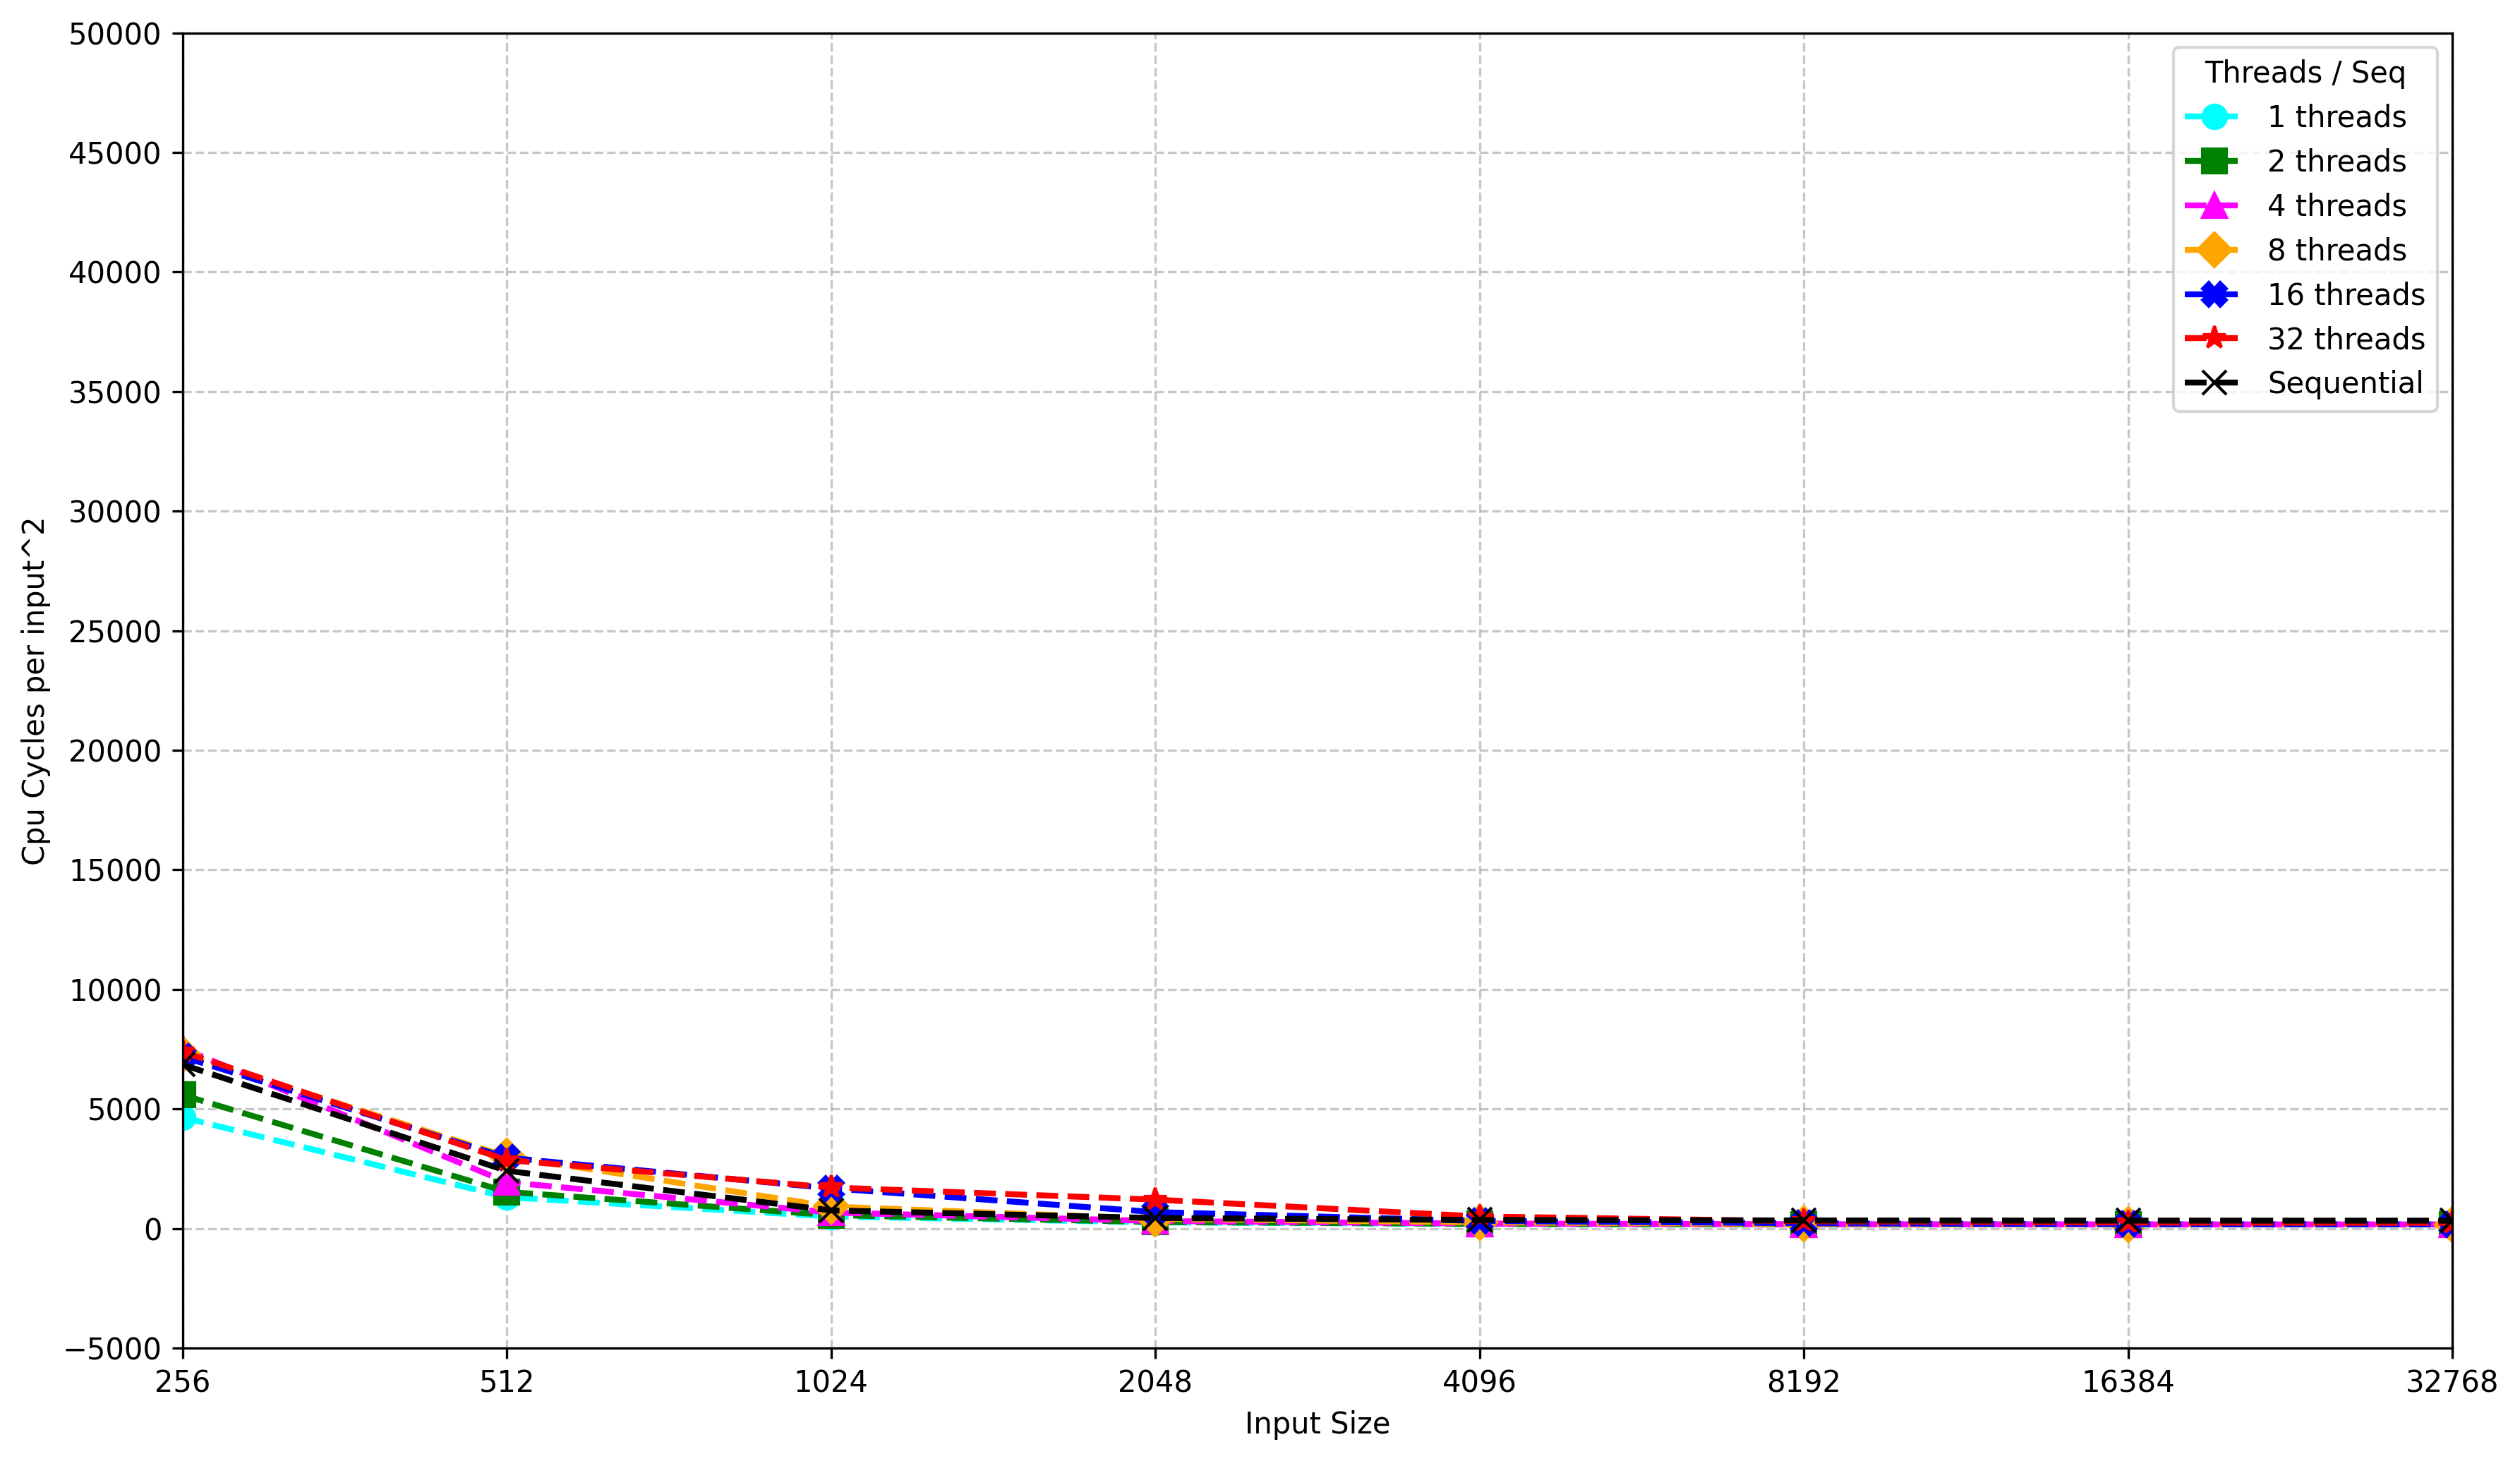 50000
45000
40000
35000
30000
25000
20000
15000
10000
5000
0
−5000
Cpu Cycles per input^2
Threads / Seq
1 threads
2 threads
4 threads
8 threads
16 threads
32 threads
Sequential
256 512 1024 2048 4096 8192 16384 32768
Input Size